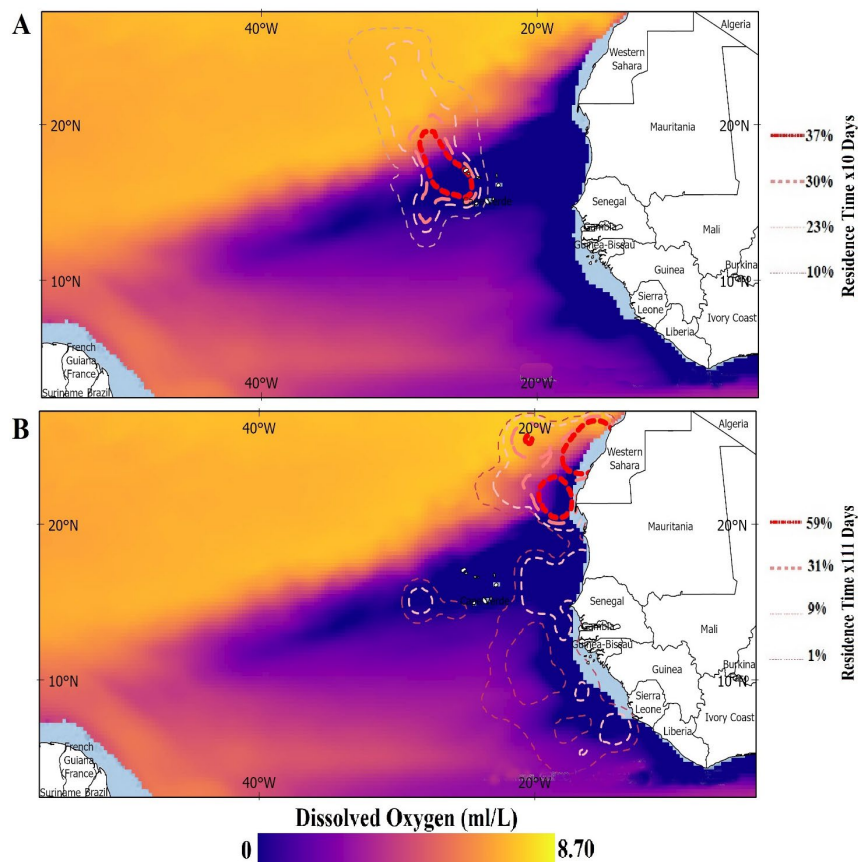 A
40°W
20°W
Algeria
Western
Sahara
20°N
20°N
Mauritania
Senegal
Mali
Gambia
Guinea-Bissau
Burkina
10°N
10°N
Guinea
Sierra
Leone
Ivory Coast
Liberia
French
Guiana
(France)
Suriname
Brazil
40°W
20°W
37%
30%
23%
10%
Residence Time x10 Days
B
40°W
20°W
Algeria
Western
Sahara
20°N
20°N
Mauritania
Senegal
Mali
Gambia
Guinea-Bissau
Burkina
10°N
10°N
Guinea
Sierra
Leone
Ivory Coast
Liberia
French
Guiana
(France)
Suriname
Brazil
40°W
20°W
59%
31%
9%
1%
Residence Time x111 Days
Dissolved Oxygen (ml/L)
0
8.70